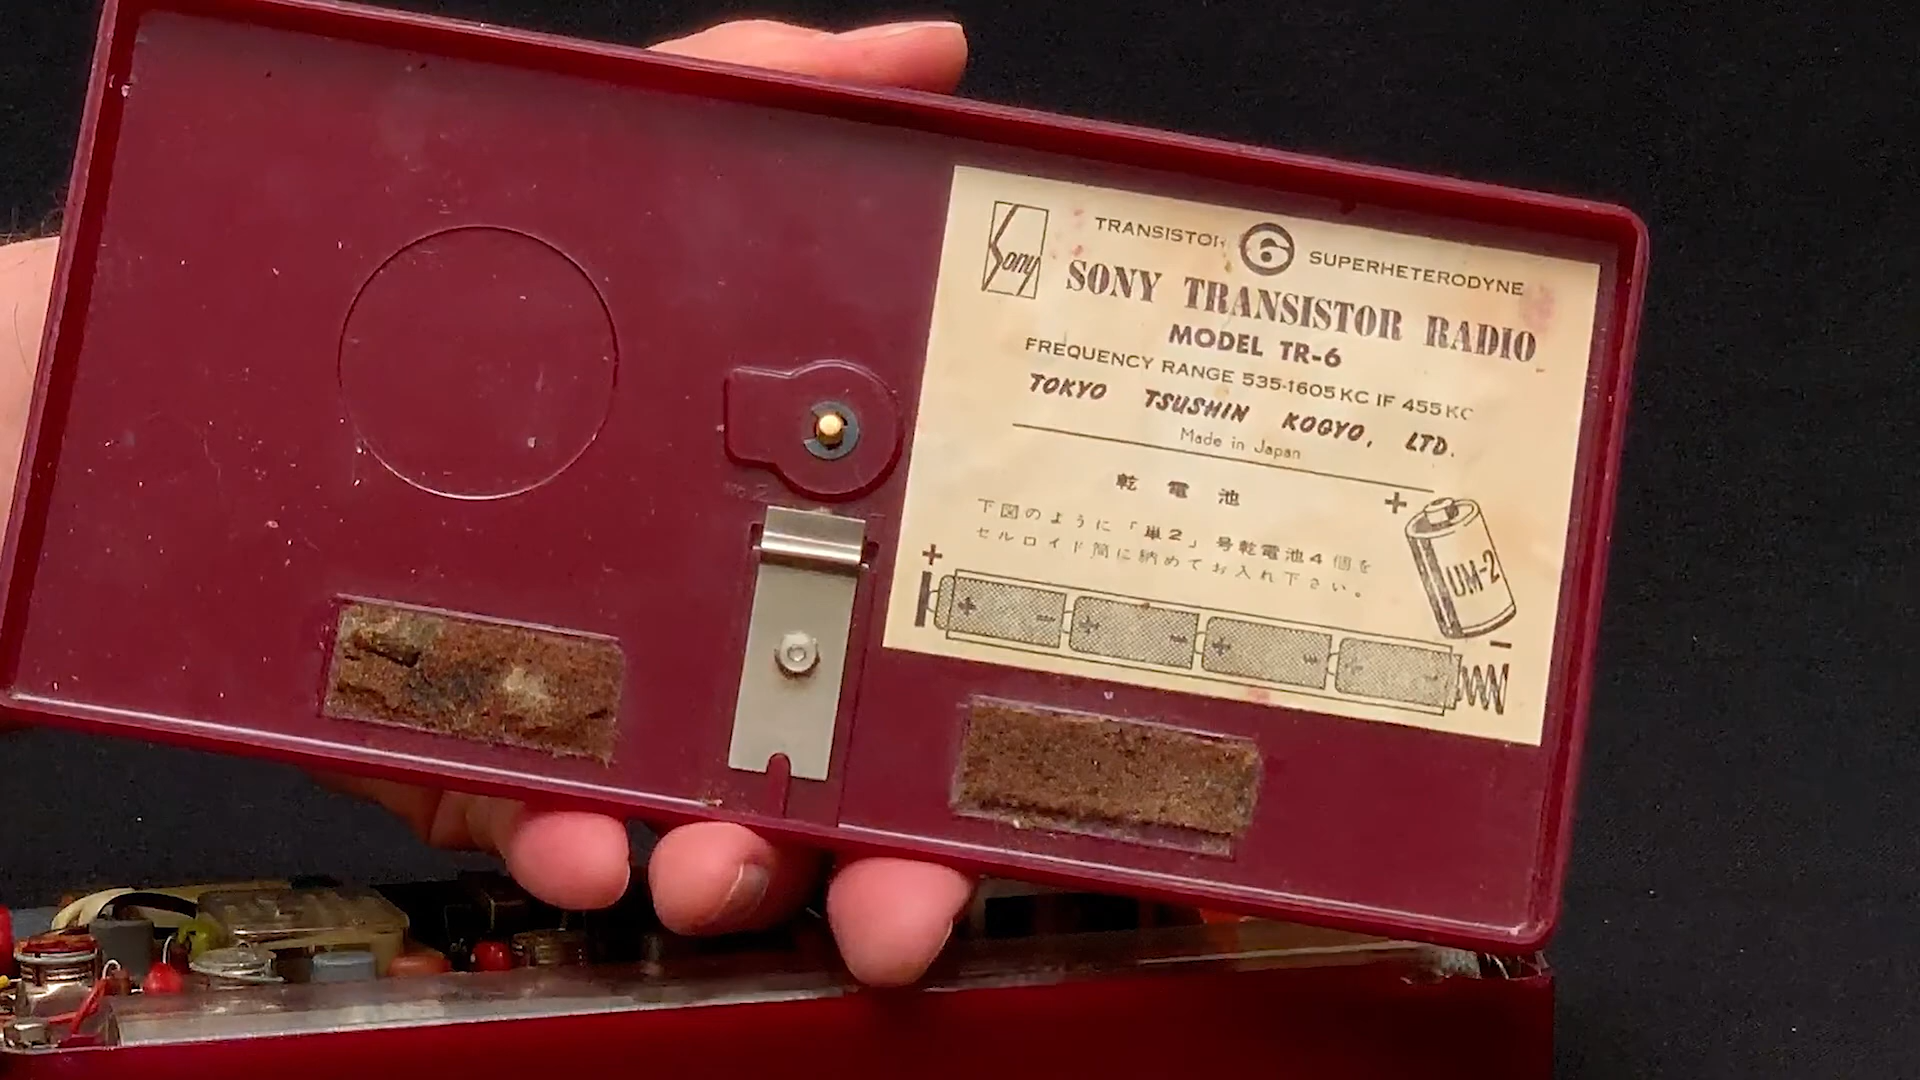 Sony
TRANSISTOR 6 SUPERHETERODYNE
SONY TRANSISTOR RADIO
MODEL TR-6
FREQUENCY RANGE 535-1605 KC IF 455 KC
TOKYO TSUSHIN KOGYO, LTD.
Made in Japan
乾電池
下図のように「単2」号乾電池4個を
セルロイド筒に納めてお入れ下さい。
+
UM-2
-
+
+ - + - + - + -